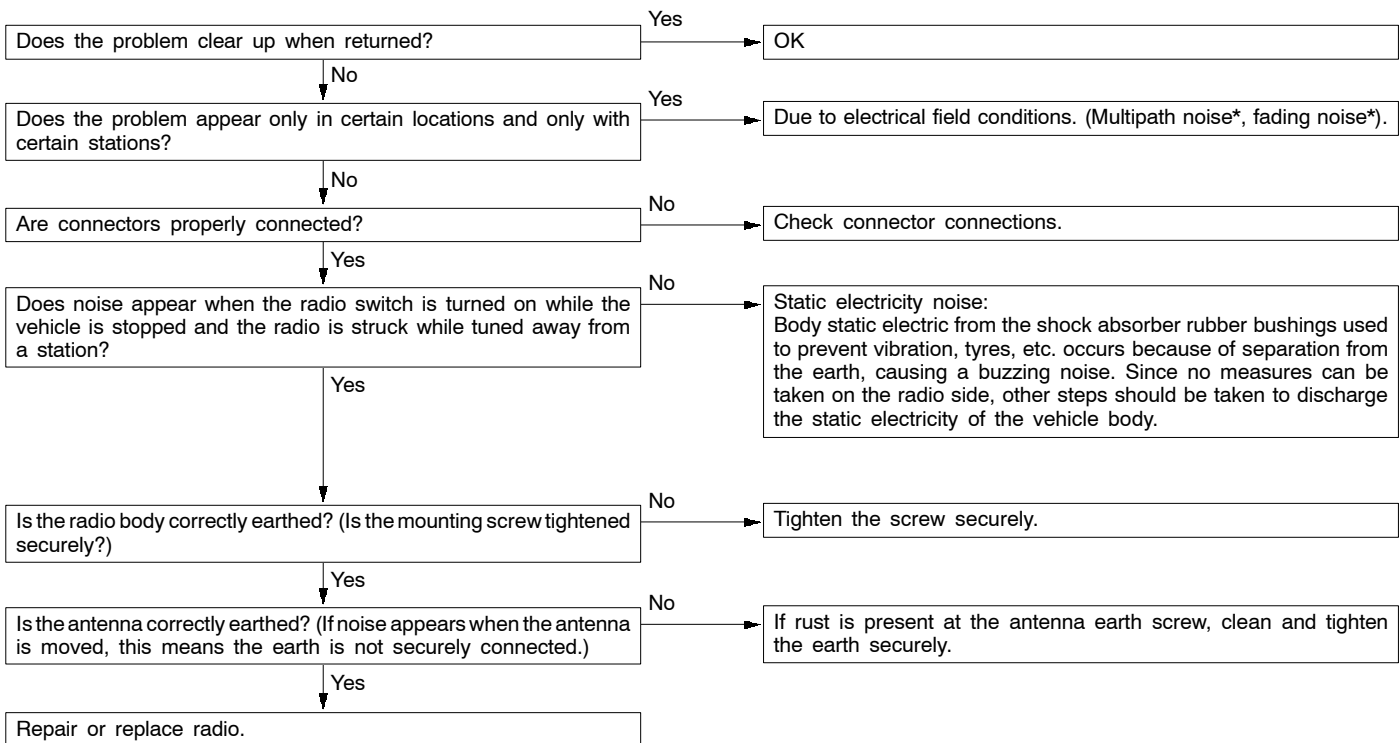 Does the problem clear up when returned?
Yes
OK
No
Does the problem appear only in certain locations and only with
certain stations?
Yes
Due to electrical field conditions. (Multipath noise*, fading noise*).
No
Are connectors properly connected?
No
Check connector connections.
Yes
Does noise appear when the radio switch is turned on while the
vehicle is stopped and the radio is struck while tuned away from
a station?
No
Static electricity noise:
Body static electric from the shock absorber rubber bushings used
to prevent vibration, tyres, etc. occurs because of separation from
the earth, causing a buzzing noise. Since no measures can be
taken on the radio side, other steps should be taken to discharge
the static electricity of the vehicle body.
Yes
Is the radio body correctly earthed? (Is the mounting screw tightened
securely?)
No
Tighten the screw securely.
Yes
Is the antenna correctly earthed? (If noise appears when the antenna
is moved, this means the earth is not securely connected.)
No
If rust is present at the antenna earth screw, clean and tighten
the earth securely.
Yes
Repair or replace radio.